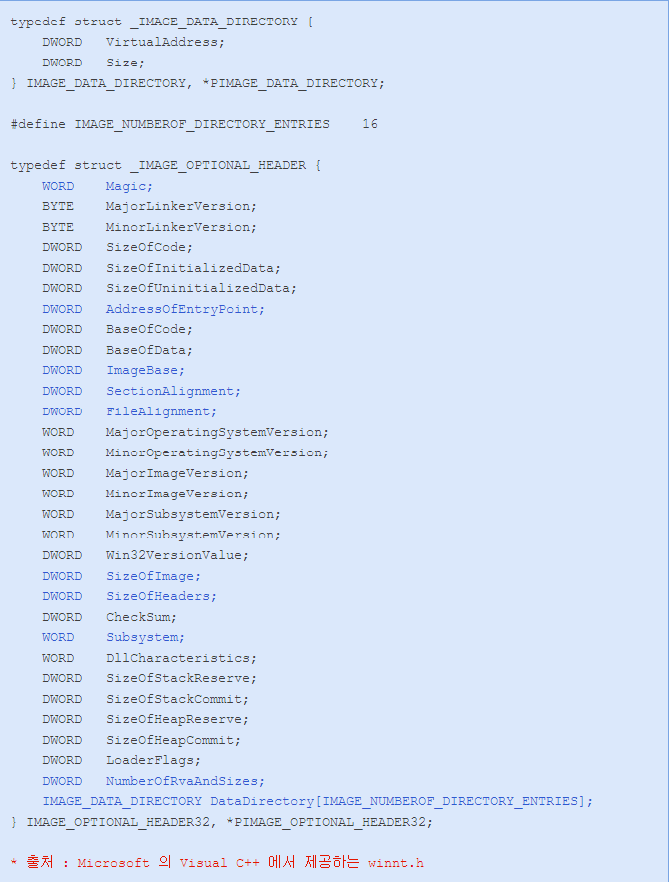 typedef struct _IMAGE_DATA_DIRECTORY {
    DWORD   VirtualAddress;
    DWORD   Size;
} IMAGE_DATA_DIRECTORY, *PIMAGE_DATA_DIRECTORY;
#define IMAGE_NUMBEROF_DIRECTORY_ENTRIES    16
typedef struct _IMAGE_OPTIONAL_HEADER {
    WORD    Magic;
    BYTE    MajorLinkerVersion;
    BYTE    MinorLinkerVersion;
    DWORD   SizeOfCode;
    DWORD   SizeOfInitializedData;
    DWORD   SizeOfUninitializedData;
    DWORD   AddressOfEntryPoint;
    DWORD   BaseOfCode;
    DWORD   BaseOfData;
    DWORD   ImageBase;
    DWORD   SectionAlignment;
    DWORD   FileAlignment;
    WORD    MajorOperatingSystemVersion;
    WORD    MinorOperatingSystemVersion;
    WORD    MajorImageVersion;
    WORD    MinorImageVersion;
    WORD    MajorSubsystemVersion;
    WORD    MinorSubsystemVersion;
    DWORD   Win32VersionValue;
    DWORD   SizeOfImage;
    DWORD   SizeOfHeaders;
    DWORD   CheckSum;
    WORD    Subsystem;
    WORD    DllCharacteristics;
    DWORD   SizeOfStackReserve;
    DWORD   SizeOfStackCommit;
    DWORD   SizeOfHeapReserve;
    DWORD   SizeOfHeapCommit;
    DWORD   LoaderFlags;
    DWORD   NumberOfRvaAndSizes;
    IMAGE_DATA_DIRECTORY DataDirectory[IMAGE_NUMBEROF_DIRECTORY_ENTRIES];
} IMAGE_OPTIONAL_HEADER32, *PIMAGE_OPTIONAL_HEADER32;
* 출처 : Microsoft 의 Visual C++ 에서 제공하는 winnt.h